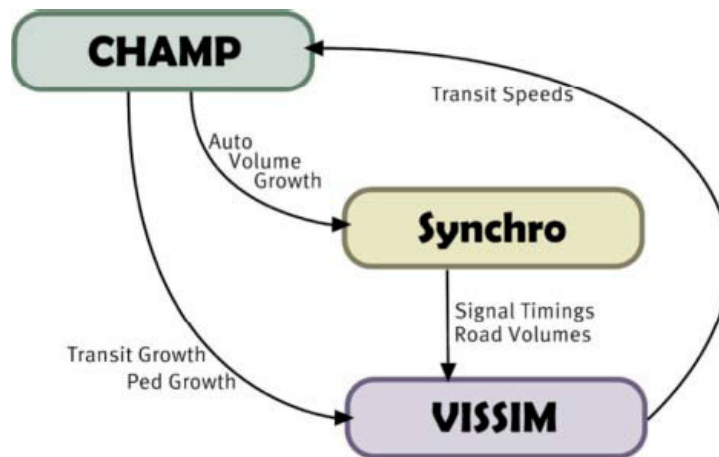 CHAMP
Transit Speeds
Auto
Volume
Growth
Synchro
Signal Timings
Road Volumes
Transit Growth
Ped Growth
VISSIM